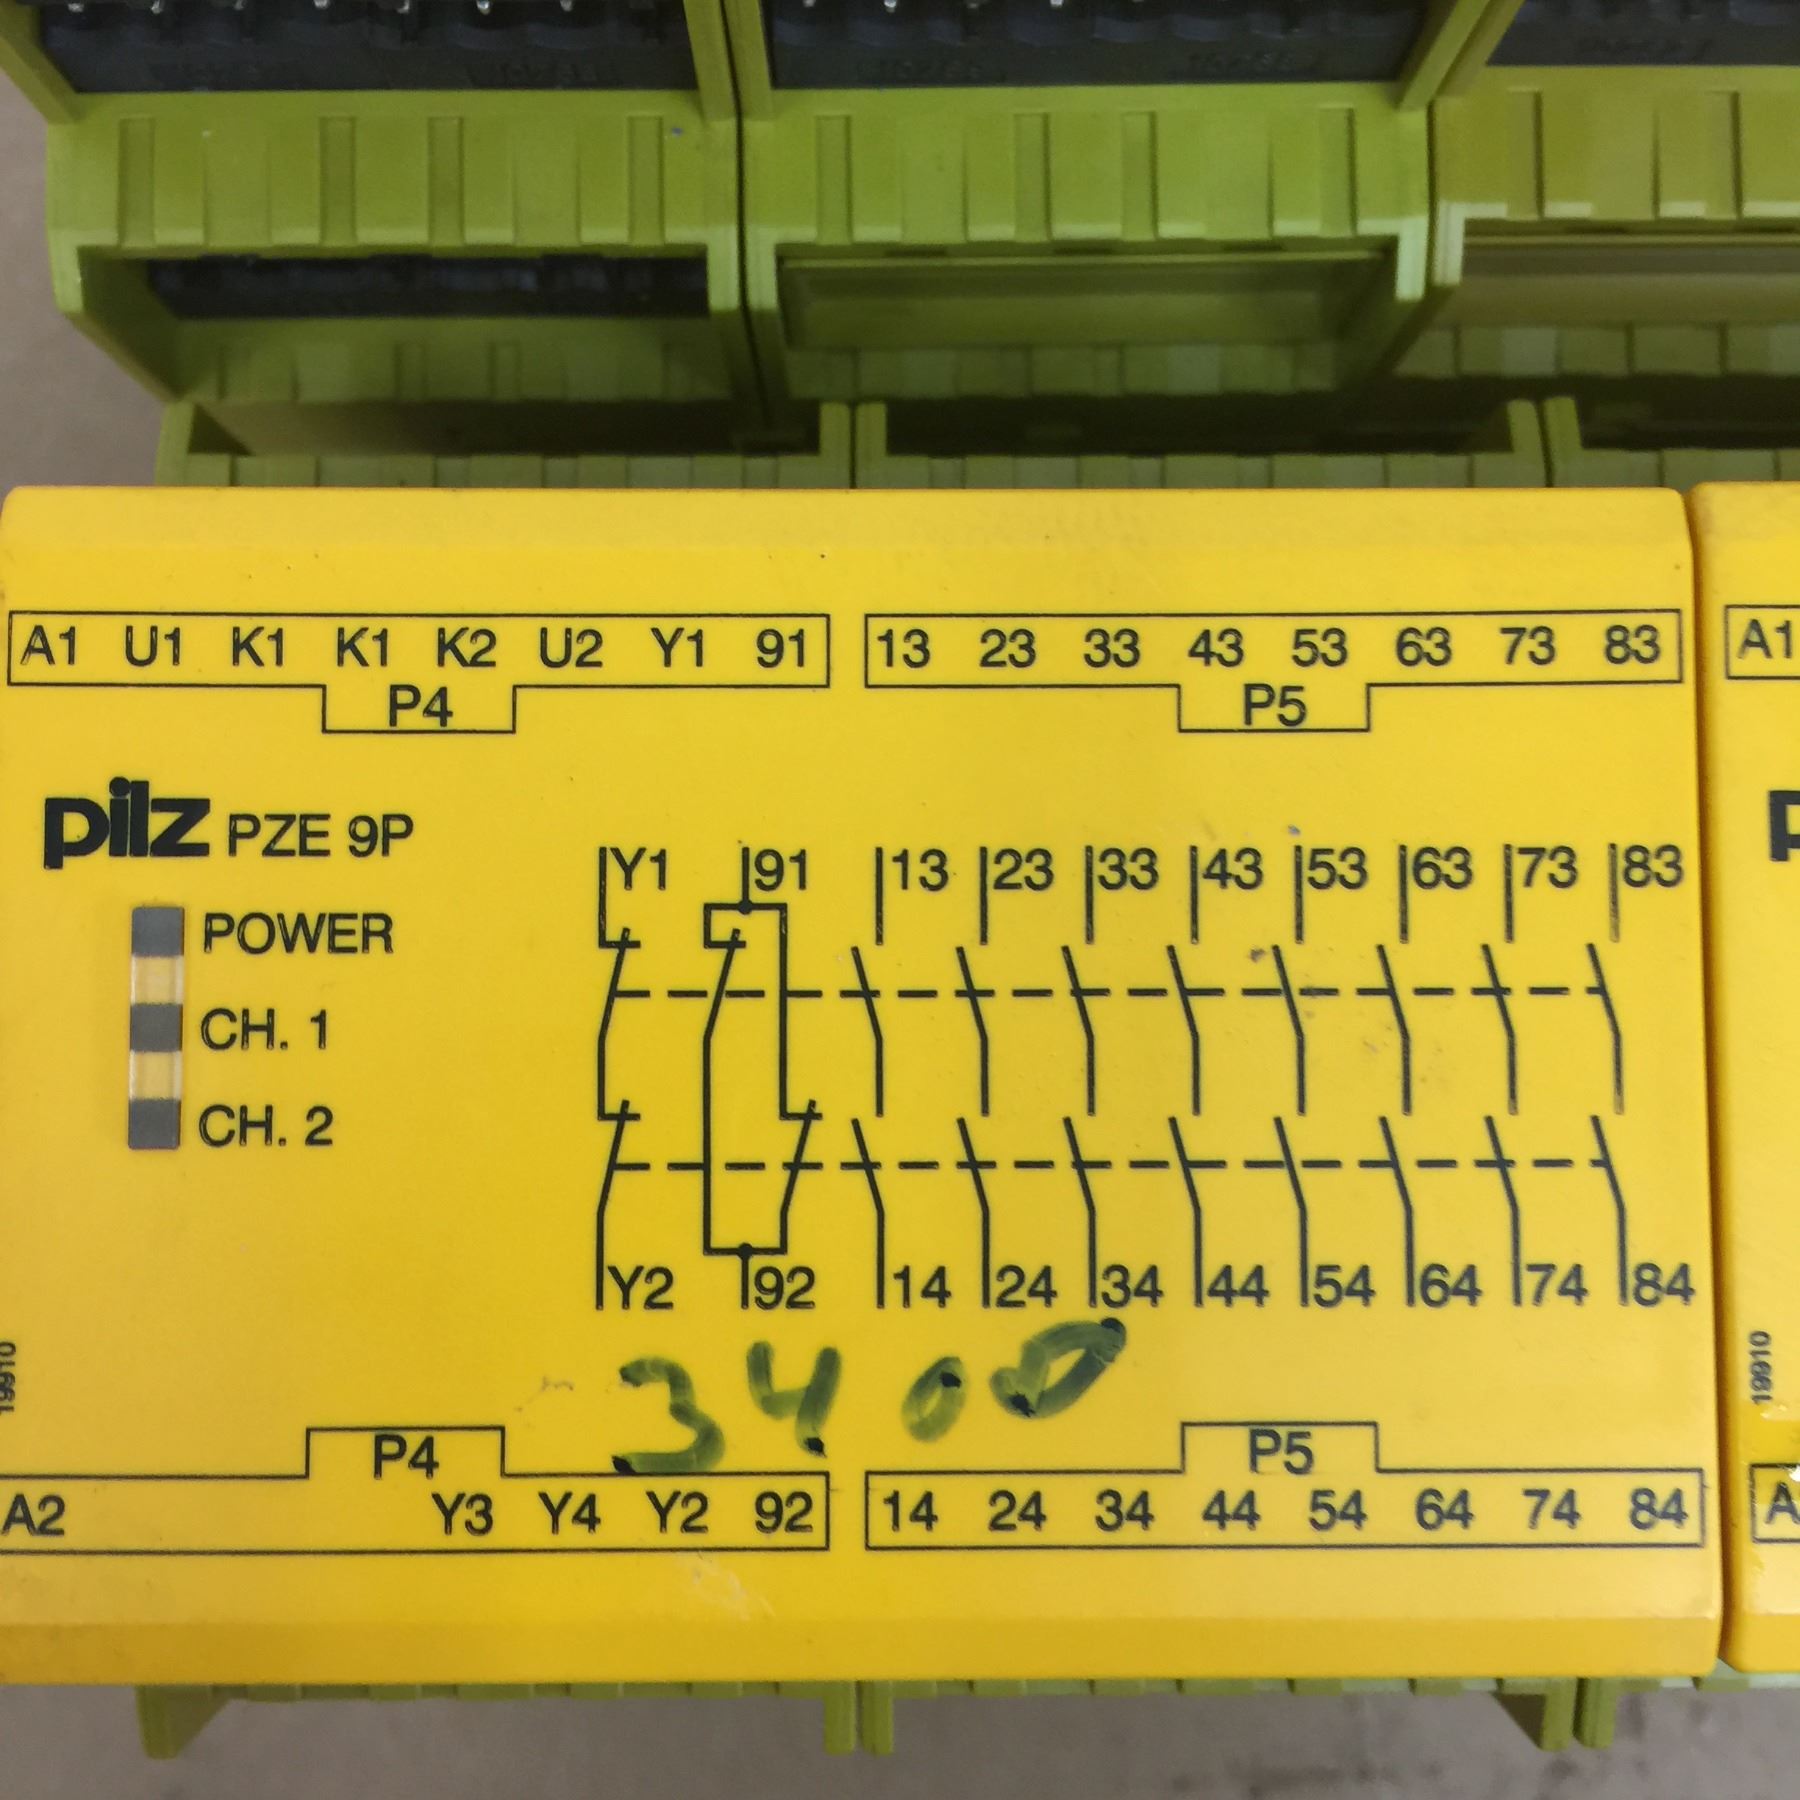 A1 U1 K1 K1 K2 U2 Y1 91 13 23 33 43 53 63 73 83 A1
P4 P5
pilz PZE 9P
POWER
CH. 1
CH. 2
Y1 91 13 23 33 43 53 63 73 83
Y2 92 14 24 34 44 54 64 74 84
3400
19910 19910
P4 P5
A2 Y3 Y4 Y2 92 14 24 34 44 54 64 74 84